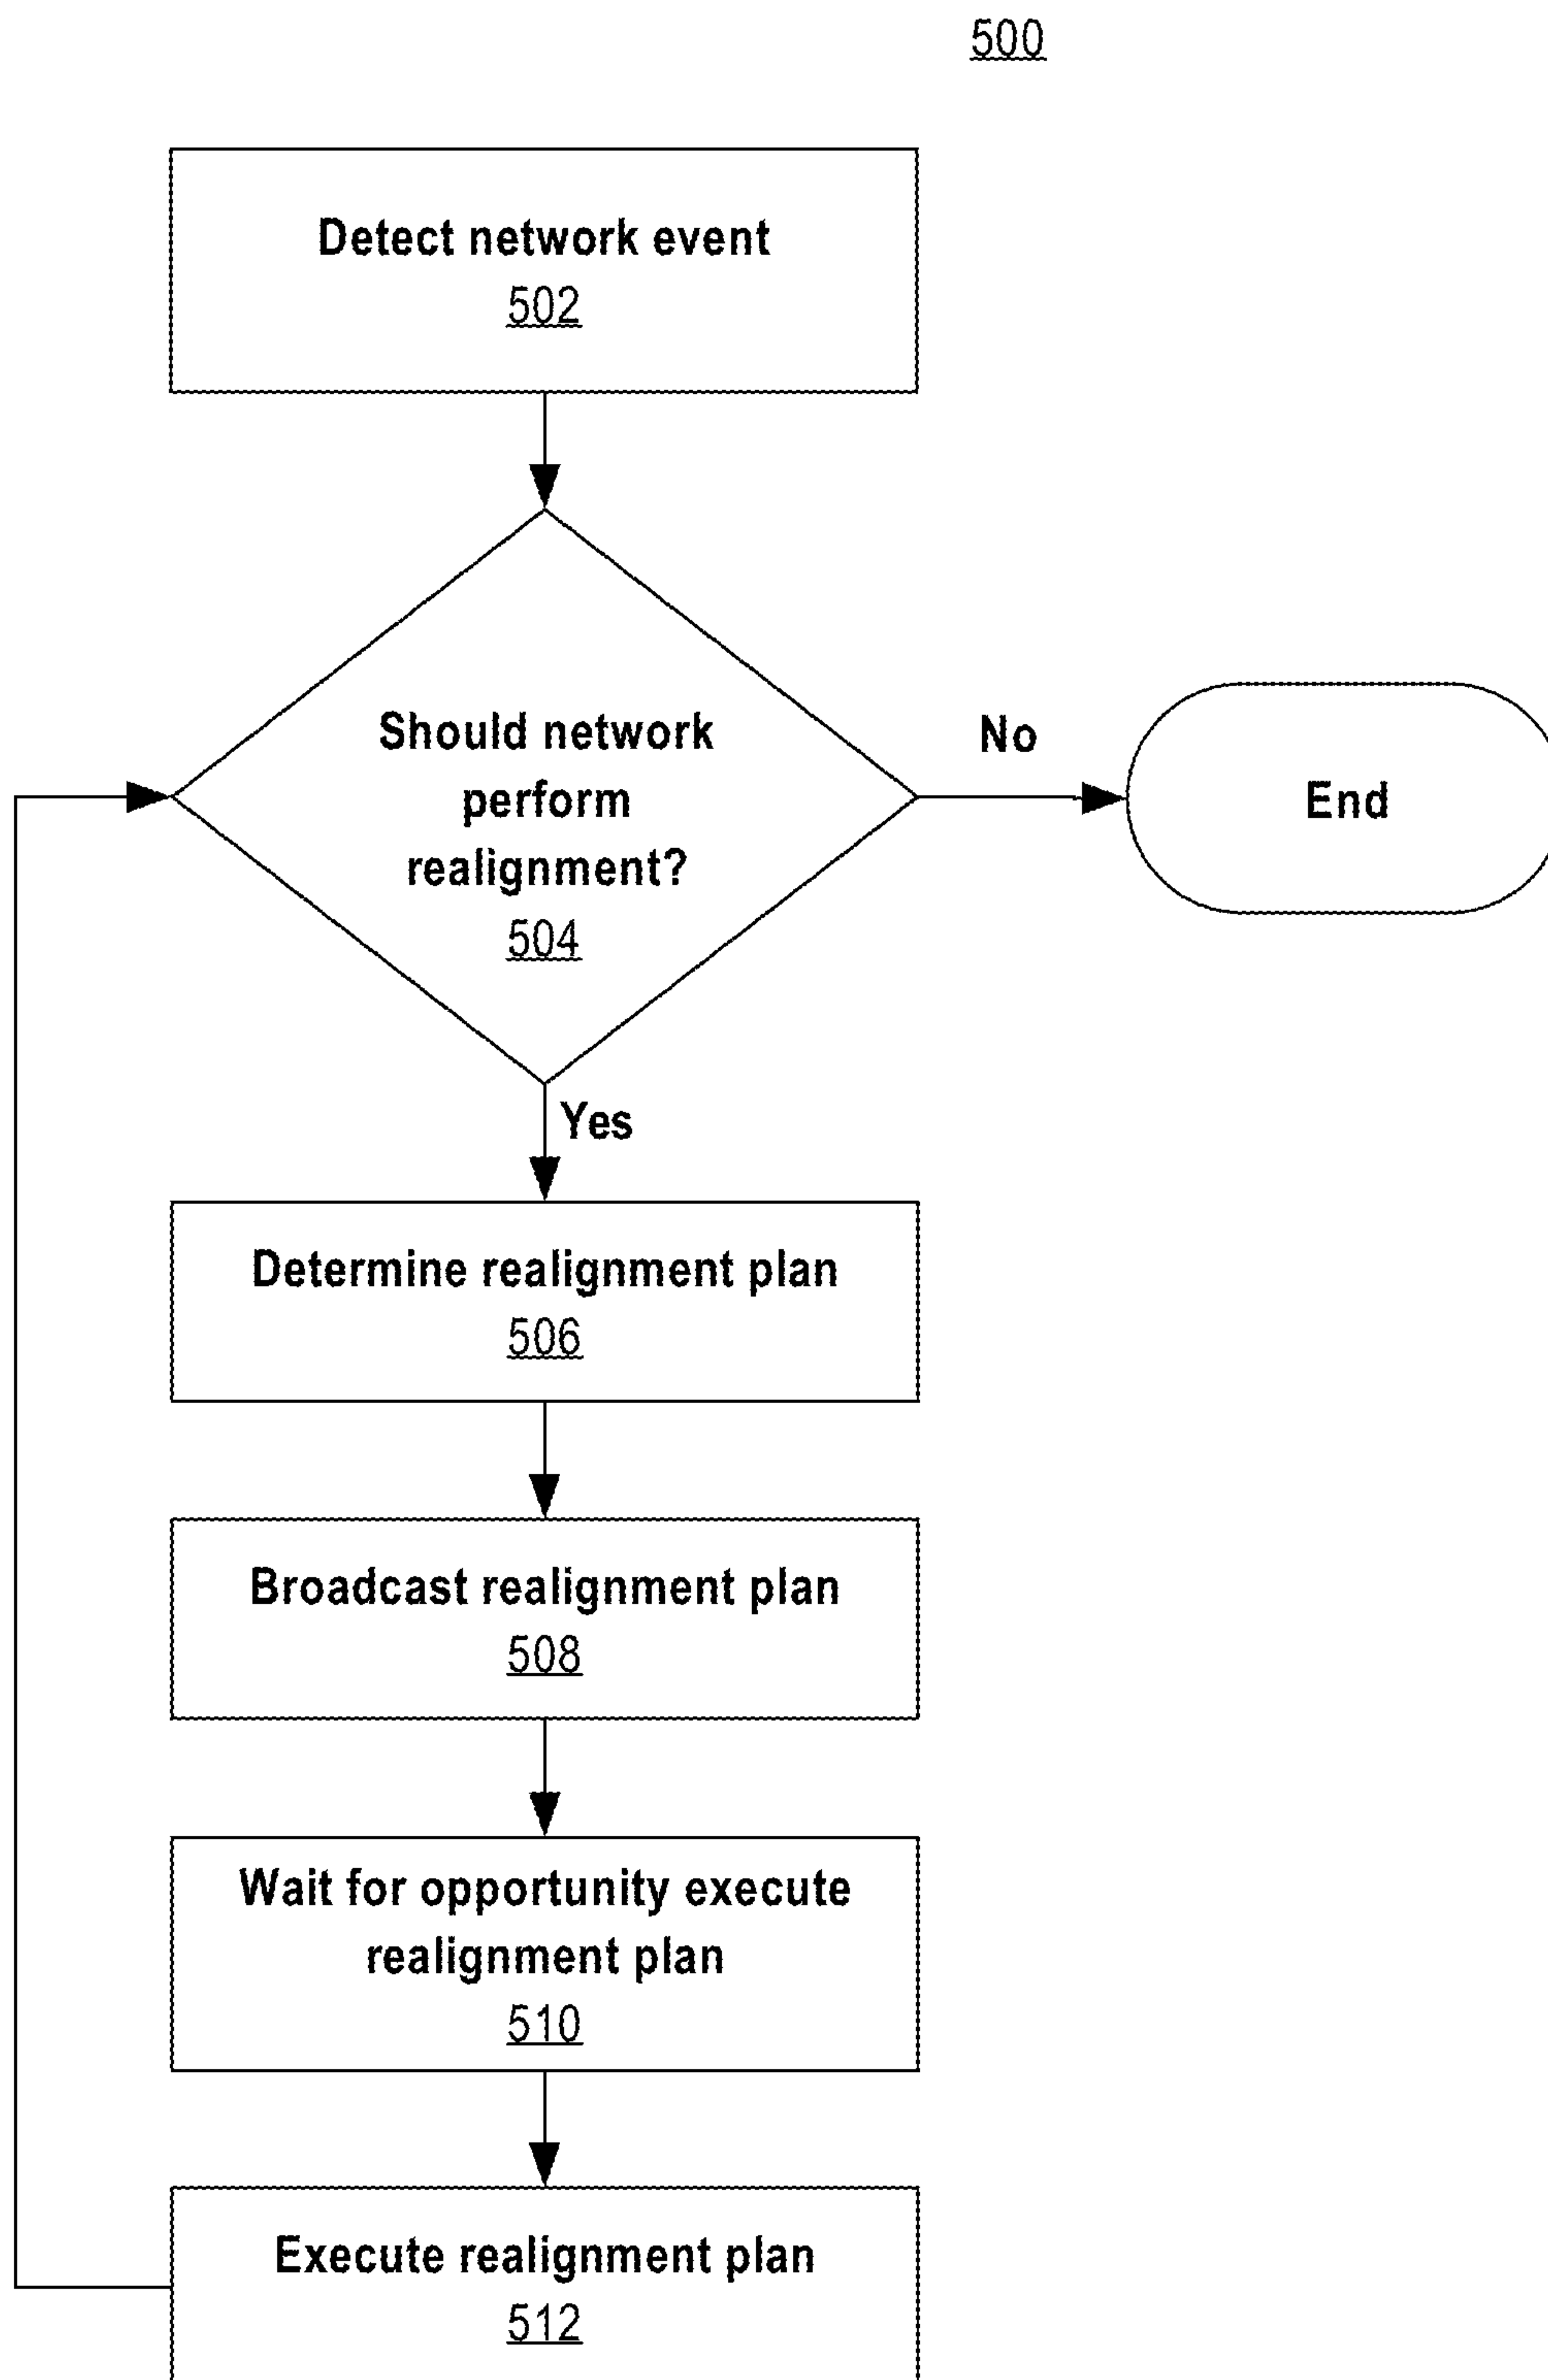 500
Detect network event
502
Should network
perform
realignment?
504
No
End
Yes
Determine realignment plan
506
Broadcast realignment plan
508
Wait for opportunity execute
realignment plan
510
Execute realignment plan
512